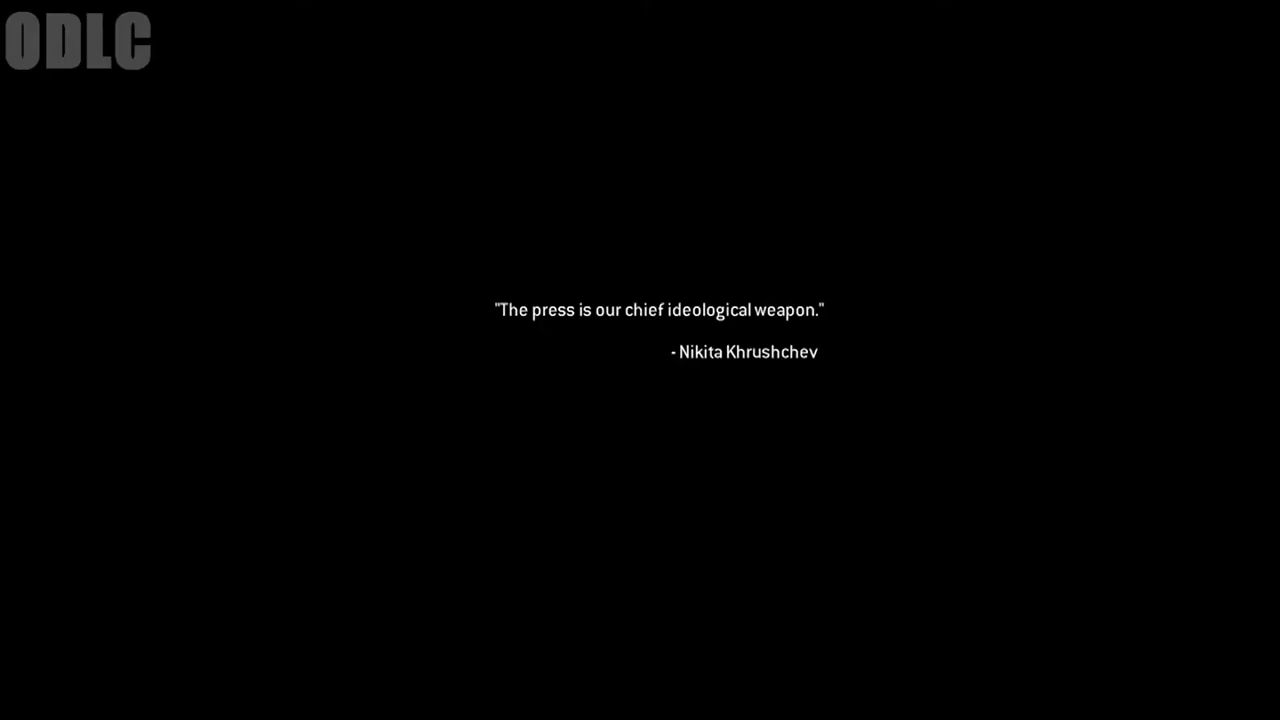 ODLC
"The press is our chief ideological weapon."
- Nikita Khrushchev